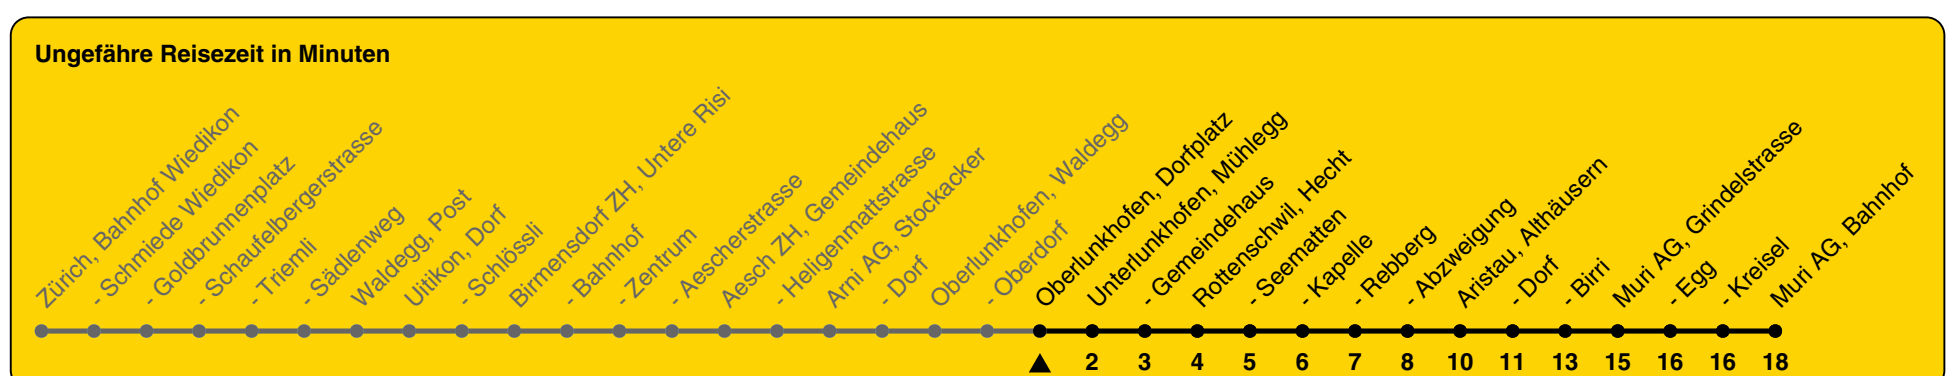 Ungefähre Reisezeit in Minuten
Zürich, Bahnhof Wiedikon
- Schmiede Wiedikon
- Goldbrunnenplatz
- Schaufelbergerstrasse
- Triemli
- Sädlenweg
Waldegg, Post
Uitikon, Dorf
- Schlössli
Birmensdorf ZH, Untere Risi
- Bahnhof
- Zentrum
- Aescherstrasse
Aesch ZH, Gemeindehaus
- Heligenmattstrasse
Arni AG, Stockacker
- Dorf
Oberlunkhofen, Waldegg
- Oberdorf
Oberlunkhofen, Dorfplatz
Unterlunkhofen, Mühlegg
- Gemeindehaus
Rottenschwil, Hecht
- Seematten
- Kapelle
- Rebberg
- Abzweigung
Aristau, Althäusern
- Dorf
- Birri
Muri AG, Grindelstrasse
- Egg
- Kreisel
Muri AG, Bahnhof
2 3 4 5 6 7 8 10 11 13 15 16 16 18